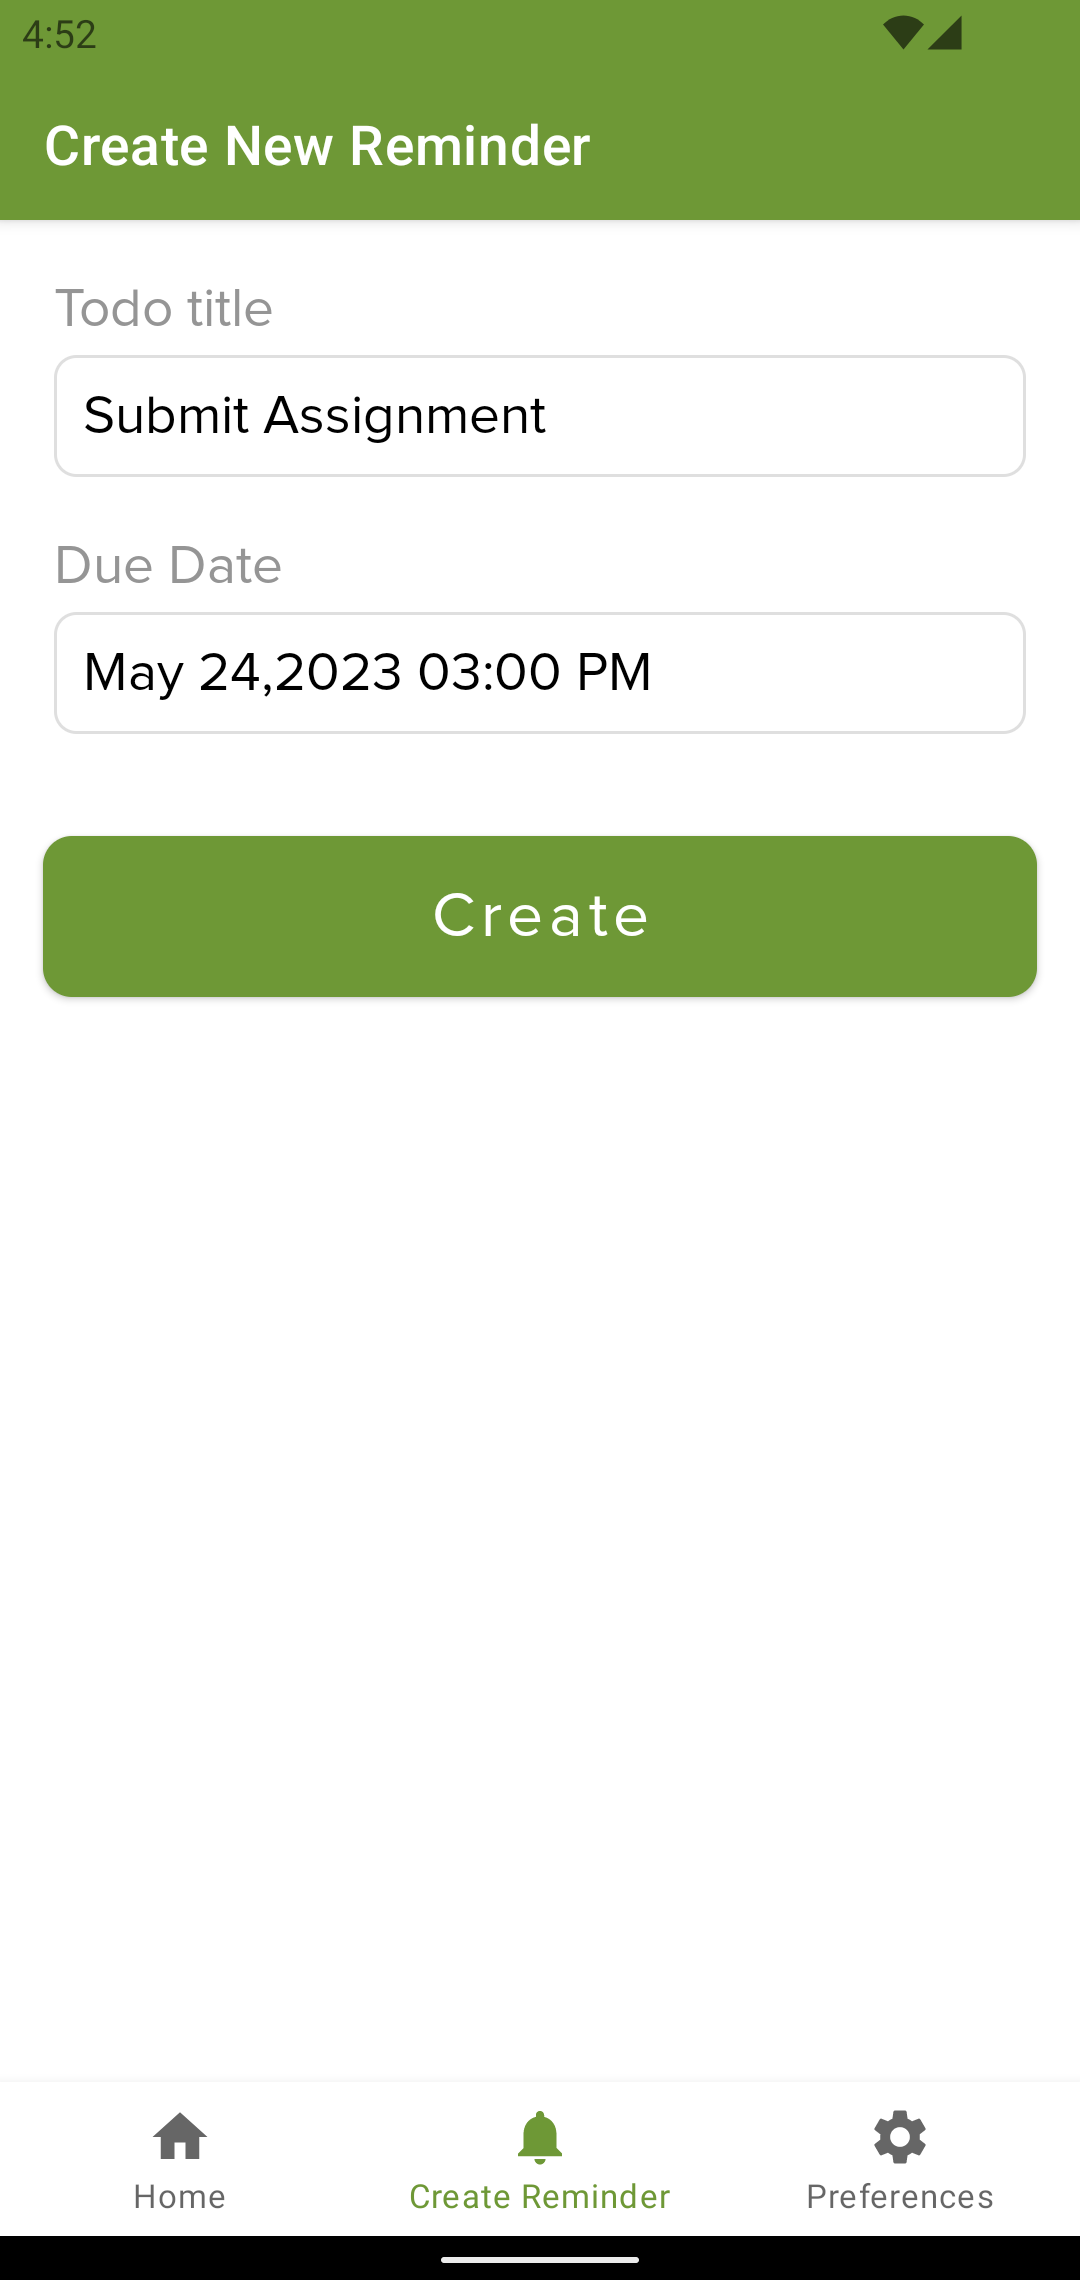 4:52
Create New Reminder
Todo title
Submit Assignment
Due Date
May 24,2023 03:00 PM
Create
Home
Create Reminder
Preferences